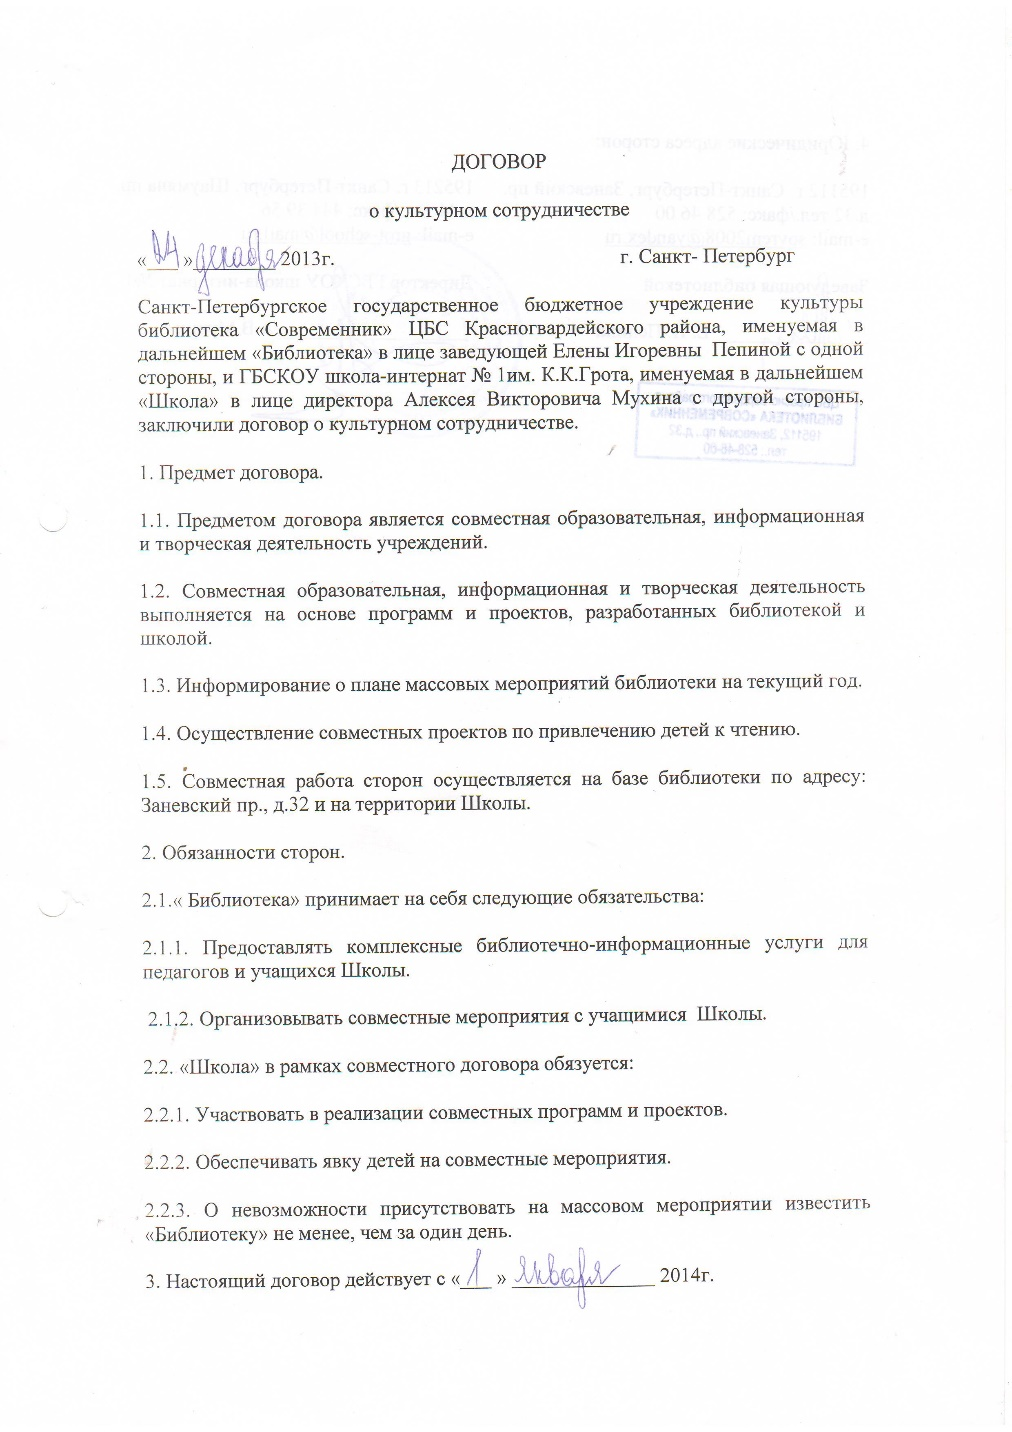 ДОГОВОР
о культурном сотрудничестве
«24» декабря 2013г. г. Санкт- Петербург
Санкт-Петербургское государственное бюджетное учреждение культуры
библиотека «Современник» ЦБС Красногвардейского района, именуемая в
дальнейшем «Библиотека» в лице заведующей Елены Игоревны Пепиной с одной
стороны, и ГБСКОУ школа-интернат № 1им. К.К.Грота, именуемая в дальнейшем
«Школа» в лице директора Алексея Викторовича Мухина с другой стороны,
заключили договор о культурном сотрудничестве.
1. Предмет договора.
1.1. Предметом договора является совместная образовательная, информационная
и творческая деятельность учреждений.
1.2. Совместная образовательная, информационная и творческая деятельность
выполняется на основе программ и проектов, разработанных библиотекой и
школой.
1.3. Информирование о плане массовых мероприятий библиотеки на текущий год.
1.4. Осуществление совместных проектов по привлечению детей к чтению.
1.5. Совместная работа сторон осуществляется на базе библиотеки по адресу:
Заневский пр., д.32 и на территории Школы.
2. Обязанности сторон.
2.1.« Библиотека» принимает на себя следующие обязательства:
2.1.1. Предоставлять комплексные библиотечно-информационные услуги для
педагогов и учащихся Школы.
2.1.2. Организовывать совместные мероприятия с учащимися Школы.
2.2. «Школа» в рамках совместного договора обязуется:
2.2.1. Участвовать в реализации совместных программ и проектов.
2.2.2. Обеспечивать явку детей на совместные мероприятия.
2.2.3. О невозможности присутствовать на массовом мероприятии известить
«Библиотеку» не менее, чем за один день.
3. Настоящий договор действует с «1» января 2014г.